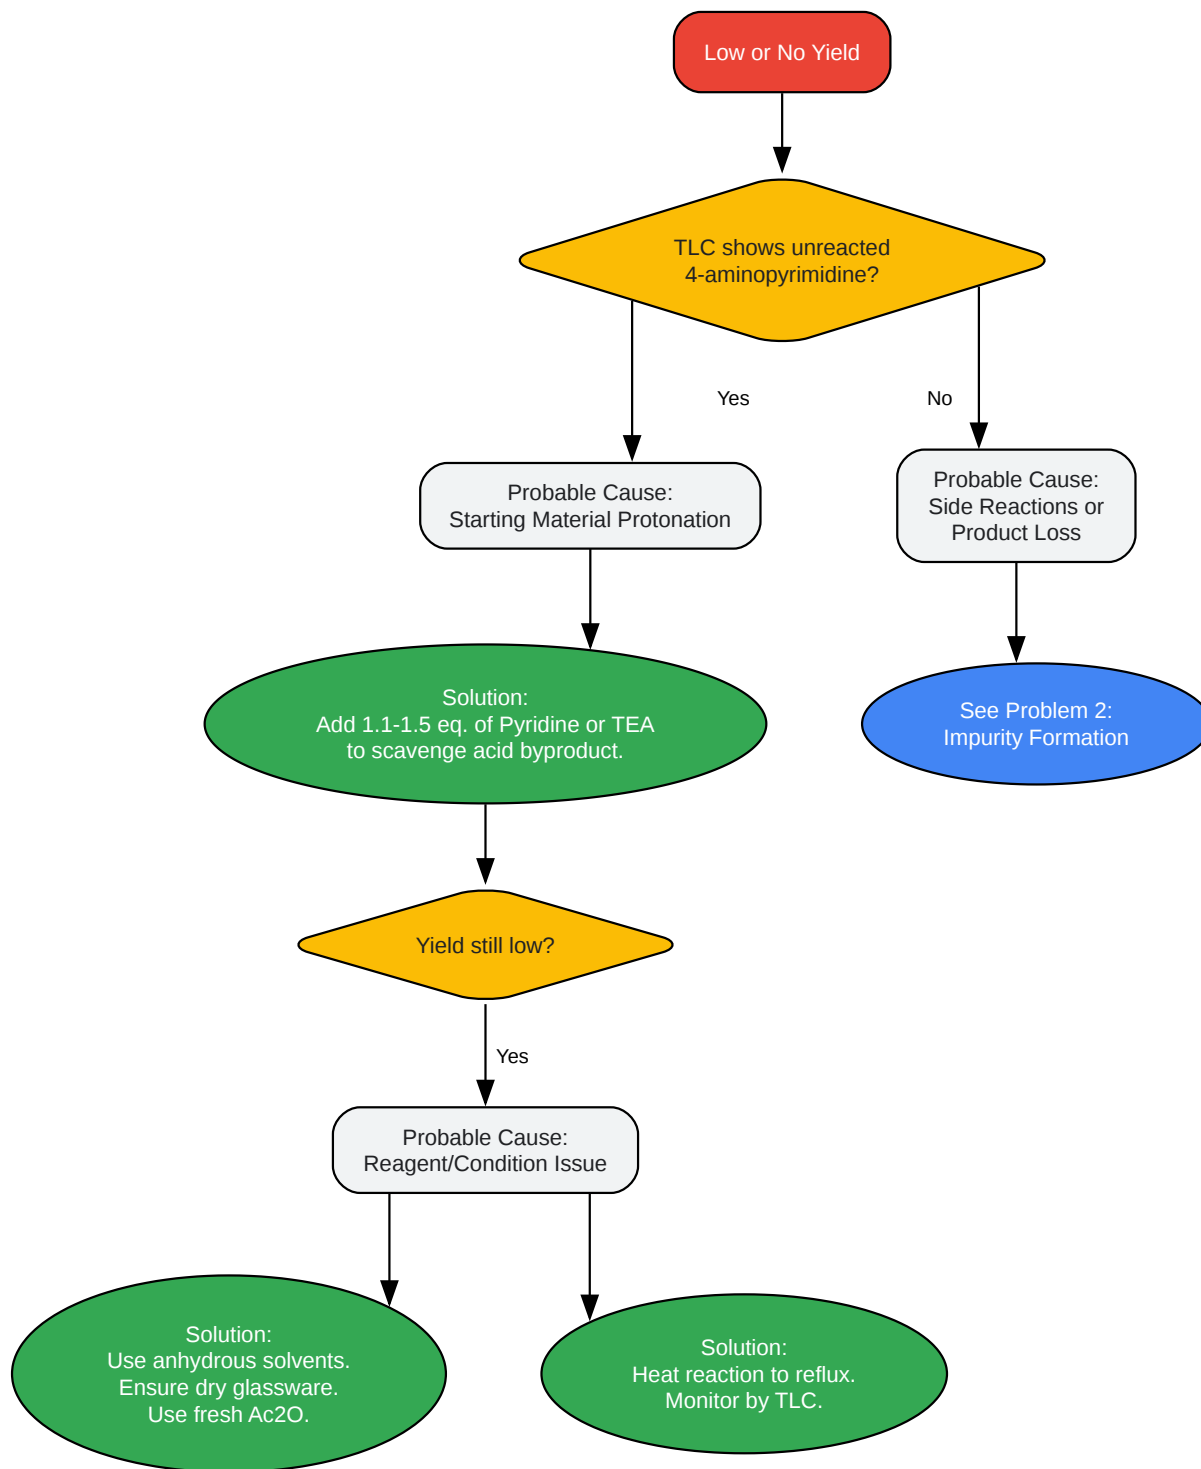 Low or No Yield
TLC shows unreacted
4-aminopyrimidine?
Yes
No
Probable Cause:
Starting Material Protonation
Probable Cause:
Side Reactions or
Product Loss
Solution:
Add 1.1-1.5 eq. of Pyridine or TEA
to scavenge acid byproduct.
See Problem 2:
Impurity Formation
Yield still low?
Yes
Probable Cause:
Reagent/Condition Issue
Solution:
Use anhydrous solvents.
Ensure dry glassware.
Use fresh Ac2O.
Solution:
Heat reaction to reflux.
Monitor by TLC.